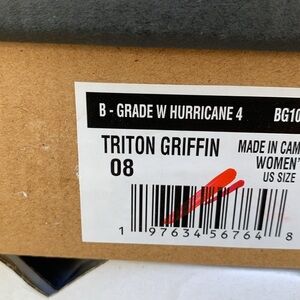 B - GRADE W HURRICANE 4 BG10
TRITON GRIFFIN MADE IN CAM
08 WOMEN'
US SIZE
1 97634 56764 8